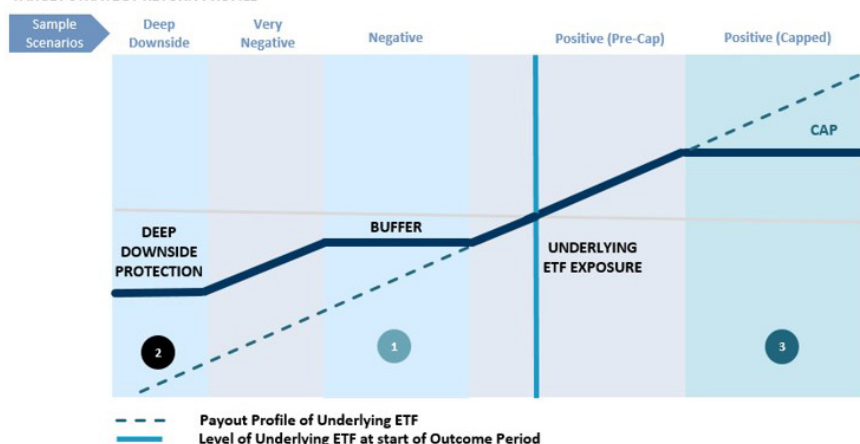 Sample
Scenarios
Deep
Downside
Very
Negative
Negative
Positive (Pre-Cap)
Positive (Capped)
CAP
DEEP
DOWNSIDE
PROTECTION
BUFFER
UNDERLYING
ETF EXPOSURE
2
1
3
Payout Profile of Underlying ETF
Level of Underlying ETF at start of Outcome Period